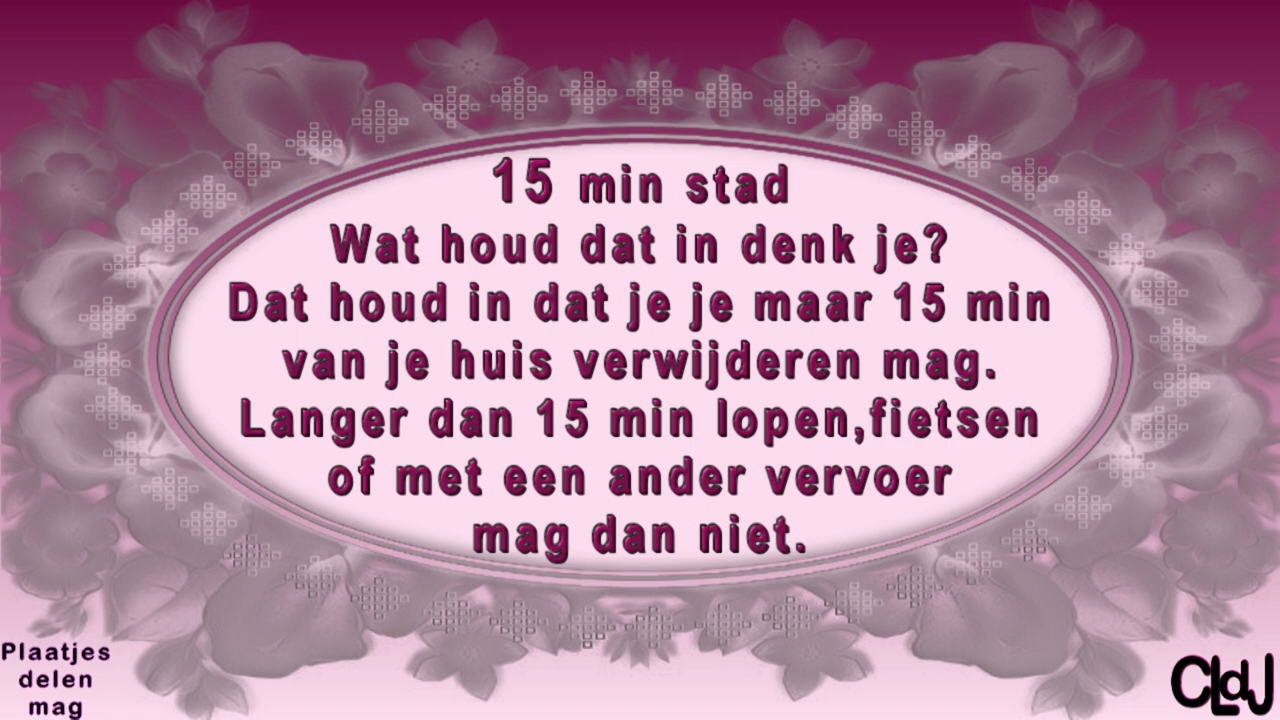 15 min stad
Wat houd dat in denk je?
Dat houd in dat je je maar 15 min
van je huis verwijderen mag.
Langer dan 15 min lopen,fietsen
of met een ander vervoer
mag dan niet.
Plaatjes
delen
mag
CLdJ